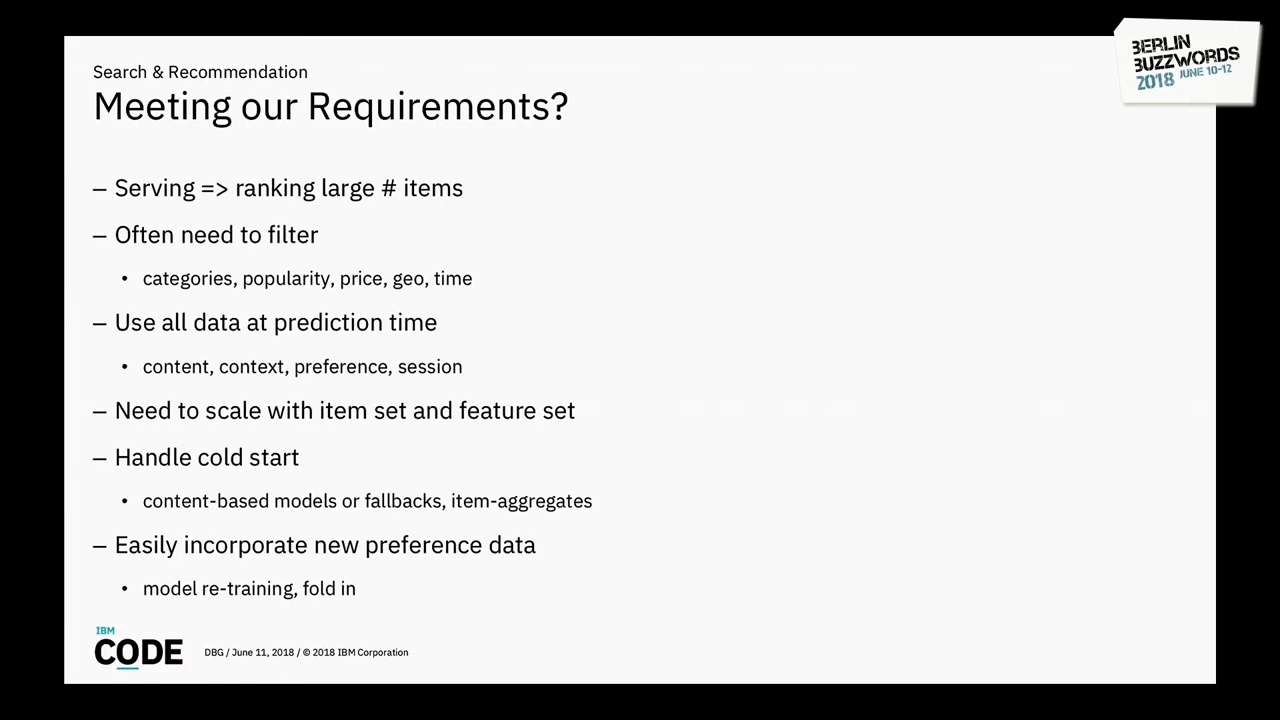 Search & Recommendation
Meeting our Requirements?
– Serving => ranking large # items
– Often need to filter
• categories, popularity, price, geo, time
– Use all data at prediction time
• content, context, preference, session
– Need to scale with item set and feature set
– Handle cold start
• content-based models or fallbacks, item-aggregates
– Easily incorporate new preference data
• model re-training, fold in
IBM
CODE
DBG / June 11, 2018 / © 2018 IBM Corporation
BERLIN
BUZZWORDS
2018 JUNE 10-12